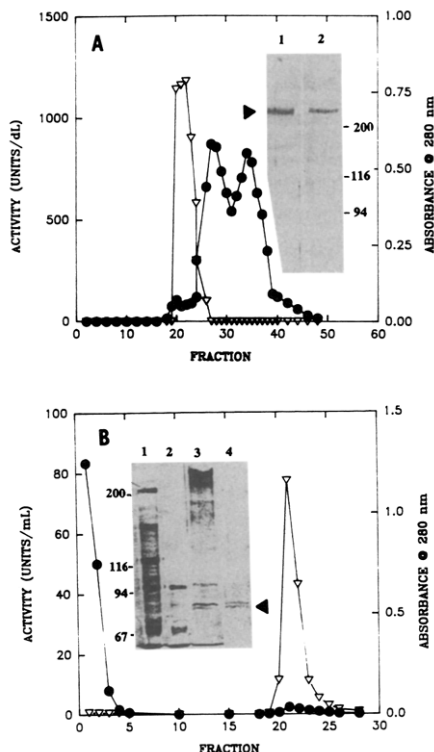 A
1 2
200
116
94
1500
1000
500
0
1.00
0.75
0.50
0.25
0.00
ACTIVITY (UNITS/dL)
ABSORBANCE @ 280 nm
0 10 20 30 40 50 60
FRACTION
B
1 2 3 4
200
116
94
67
100
80
60
40
20
0
1.5
1.0
0.5
0.0
ACTIVITY (UNITS/mL)
ABSORBANCE @ 280 nm
0 5 10 15 20 25 30
FRACTION